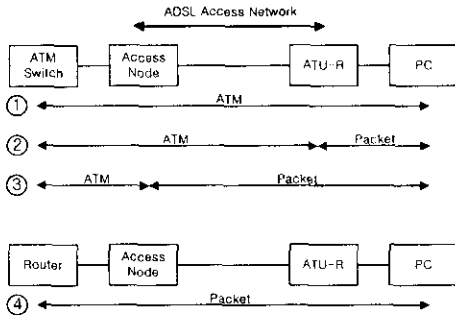 ADSL Access Network
ATM Switch
Access Node
ATU-R
PC
① ATM
② ATM Packet
③ ATM Packet
Router
Access Node
ATU-R
PC
④ Packet